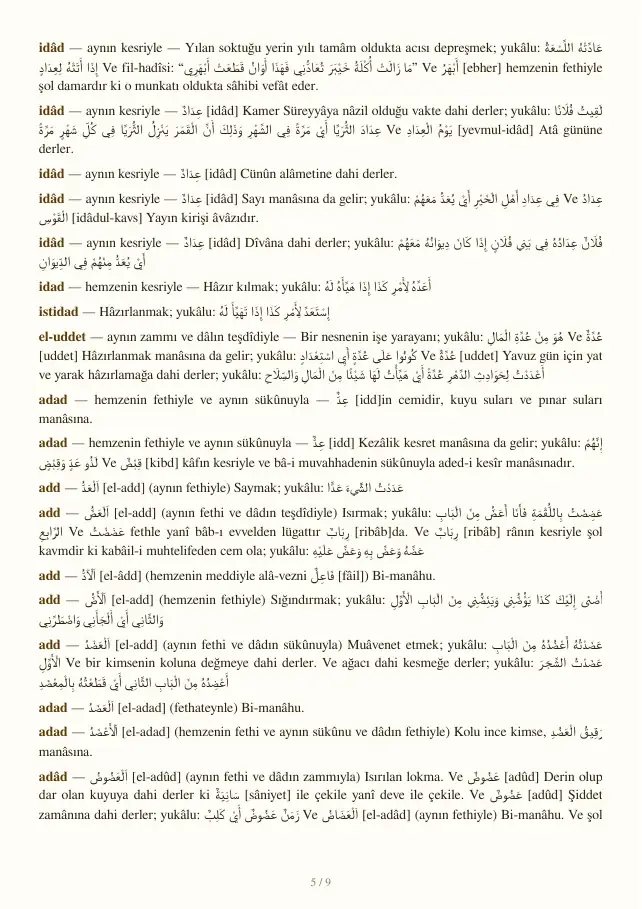 idâd — aynın kesriyle — Yılan soktuğu yerin yılı tamâm oldukta acısı depreşmek; yukâlu: عَادَّتْهُ اللَّسْعَةُ
إِذَا أَتَتْهُ لِعِدَادٍ Ve fil-hadîsi: “مَا زَالَتْ أُكْلَةُ خَيْبَرَ تُعَادُّنِي فَهَذَا أَوَانُ قَطَعَتْ أَبْهَرِي” Ve أَبْهَرُ [ebher] hemzenin fethiyle
şol damardır ki o munkatı oldukta sâhibi vefât eder.
idâd — aynın kesriyle — عِدَادٌ [idâd] Kamer Süreyyâya nâzil olduğu vakte dahi derler; yukâlu: لَقِيتُ فُلَانًا
عِدَادَ الثُّرَيَّا أَيْ مَرَّةً فِي الشَّهْرِ وَذَلِكَ أَنَّ الْقَمَرَ يَنْزِلُ الثُّرَيَّا فِي كُلِّ شَهْرٍ مَرَّةً Ve يَوْمُ الْعِدَادِ [yevmul-idâd] Atâ gününe
derler.
idâd — aynın kesriyle — عِدَادٌ [idâd] Cünûn alâmetine dahi derler.
idâd — aynın kesriyle — عِدَادٌ [idâd] Sayı manâsına da gelir; yukâlu: فِي عِدَادِ أَهْلِ الْخَيْرِ أَيْ يُعَدُّ مَعَهُمْ Ve عِدَادُ
الْقَوْسِ [idâdul-kavs] Yayın kirişi âvâzıdır.
idâd — aynın kesriyle — عِدَادٌ [idâd] Dîvâna dahi derler; yukâlu: فُلَانٌ عِدَادُهُ فِي بَنِي فُلَانٍ إِذَا كَانَ دِيوَانُهُ مَعَهُمْ
أَيْ يُعَدُّ مِنْهُمْ فِي الدِّيوَانِ
idad — hemzenin kesriyle — Hâzır kılmak; yukâlu: أَعَدَّهُ لِأَمْرِ كَذَا إِذَا هَيَّأَهُ لَهُ
istidad — Hâzırlanmak; yukâlu: إِسْتَعَدَّ لِأَمْرِ كَذَا إِذَا تَهَيَّأَ لَهُ
el-uddet — aynın zammı ve dâlın teşdîdiyle — Bir nesnenin işe yarayanı; yukâlu: هُوَ مِنْ عُدَّةِ الْمَالِ Ve عُدَّةٌ
[uddet] Hâzırlanmak manâsına da gelir; yukâlu: كُونُوا عَلَى عُدَّةٍ أَيِ اسْتِعْدَادٍ Ve عُدَّةٌ [uddet] Yavuz gün için yat
ve yarak hâzırlamağa dahi derler; yukâlu: أَعْدَدْتُ لِحَوَادِثِ الدَّهْرِ عُدَّةً أَيْ هَيَّأْتُ لَهَا شَيْئًا مِنَ الْمَالِ وَالسِّلَاحِ
adad — hemzenin fethiyle ve aynın sükûnuyla — عِدٌّ [idd]in cemidir, kuyu suları ve pınar suları
manâsına.
adad — hemzenin fethiyle ve aynın sükûnuyla — عِدٌّ [idd] Kezâlik kesret manâsına da gelir; yukâlu: إِنَّهُمْ
لَذُو عَدٍّ وَقِبْضٍ Ve قِبْصٌ [kibd] kâfın kesriyle ve bâ-i muvahhadenin sükûnuyla aded-i kesîr manâsınadır.
add — اَلْعَدُّ [el-add] (aynın fethiyle) Saymak; yukâlu: عَدَدْتُ الشَّيْءَ عَدًّا
add — اَلْعَضُّ [el-add] (aynın fethi ve dâdın teşdîdiyle) Isırmak; yukâlu: عَضِضْتُ بِاللُّقْمَةِ فَأَنَا أَعَضُّ مِنَ الْبَابِ
الرَّابِعِ Ve عَضَضْتُ fethle yanî bâb-ı evvelden lügattır رِبَابٌ [ribâb]da. Ve رِبَابٌ [ribâb] rânın kesriyle şol
kavmdir ki kabâil-i muhtelifeden cem ola; yukâlu: عَضَّهُ وَعَضَّ بِهِ وَعَضَّ عَلَيْهِ
add — اَلْآدُّ [el-âdd] (hemzenin meddiyle alâ-vezni فَاعِلٌ [fâil]) Bi-manâhu.
add — اَلْأَضُّ [el-add] (hemzenin fethiyle) Sığındırmak; yukâlu: أَضَّنِي إِلَيْكَ كَذَا يَؤُضُّنِي وَيَئِضُّنِي مِنَ الْبَابِ الْأَوَّلِ
وَالثَّانِي أَيْ أَلْجَأَنِي وَاضْطَرَّنِي
add — اَلْعَضْدُ [el-add] (aynın fethi ve dâdın sükûnuyla) Muâvenet etmek; yukâlu: عَضَدْتُهُ أَعْضُدُهُ مِنَ الْبَابِ
الْأَوَّلِ Ve bir kimsenin koluna değmeye dahi derler. Ve ağacı dahi kesmeğe derler; yukâlu: عَضَدْتُ الشَّجَرَ
أَعْضِدُهُ مِنَ الْبَابِ الثَّانِي أَيْ قَطَعْتُهُ بِالْمِعْضَدِ
adad — اَلْعَضَدُ [el-adad] (fethateynle) Bi-manâhu.
adad — اَلْأَعْضَدُ [el-adad] (hemzenin fethi ve aynın sükûnu ve dâdın fethiyle) Kolu ince kimse, رَقِيقُ الْعَضُدِ
manâsına.
adâd — اَلْعَضُوضُ [el-adûd] (aynın fethi ve dâdın zammıyla) Isırılan lokma. Ve عَضُوضٌ [adûd] Derin olup
dar olan kuyuya dahi derler ki سَانِيَةٌ [sâniyet] ile çekile yanî deve ile çekile. Ve عَضُوضٌ [adûd] Şiddet
zamânına dahi derler; yukâlu: زَمَنٌ عَضُوضٌ أَيْ كَلِبٌ Ve اَلْعَضَاضُ [el-adâd] (aynın fethiyle) Bi-manâhu. Ve şol
5 / 9